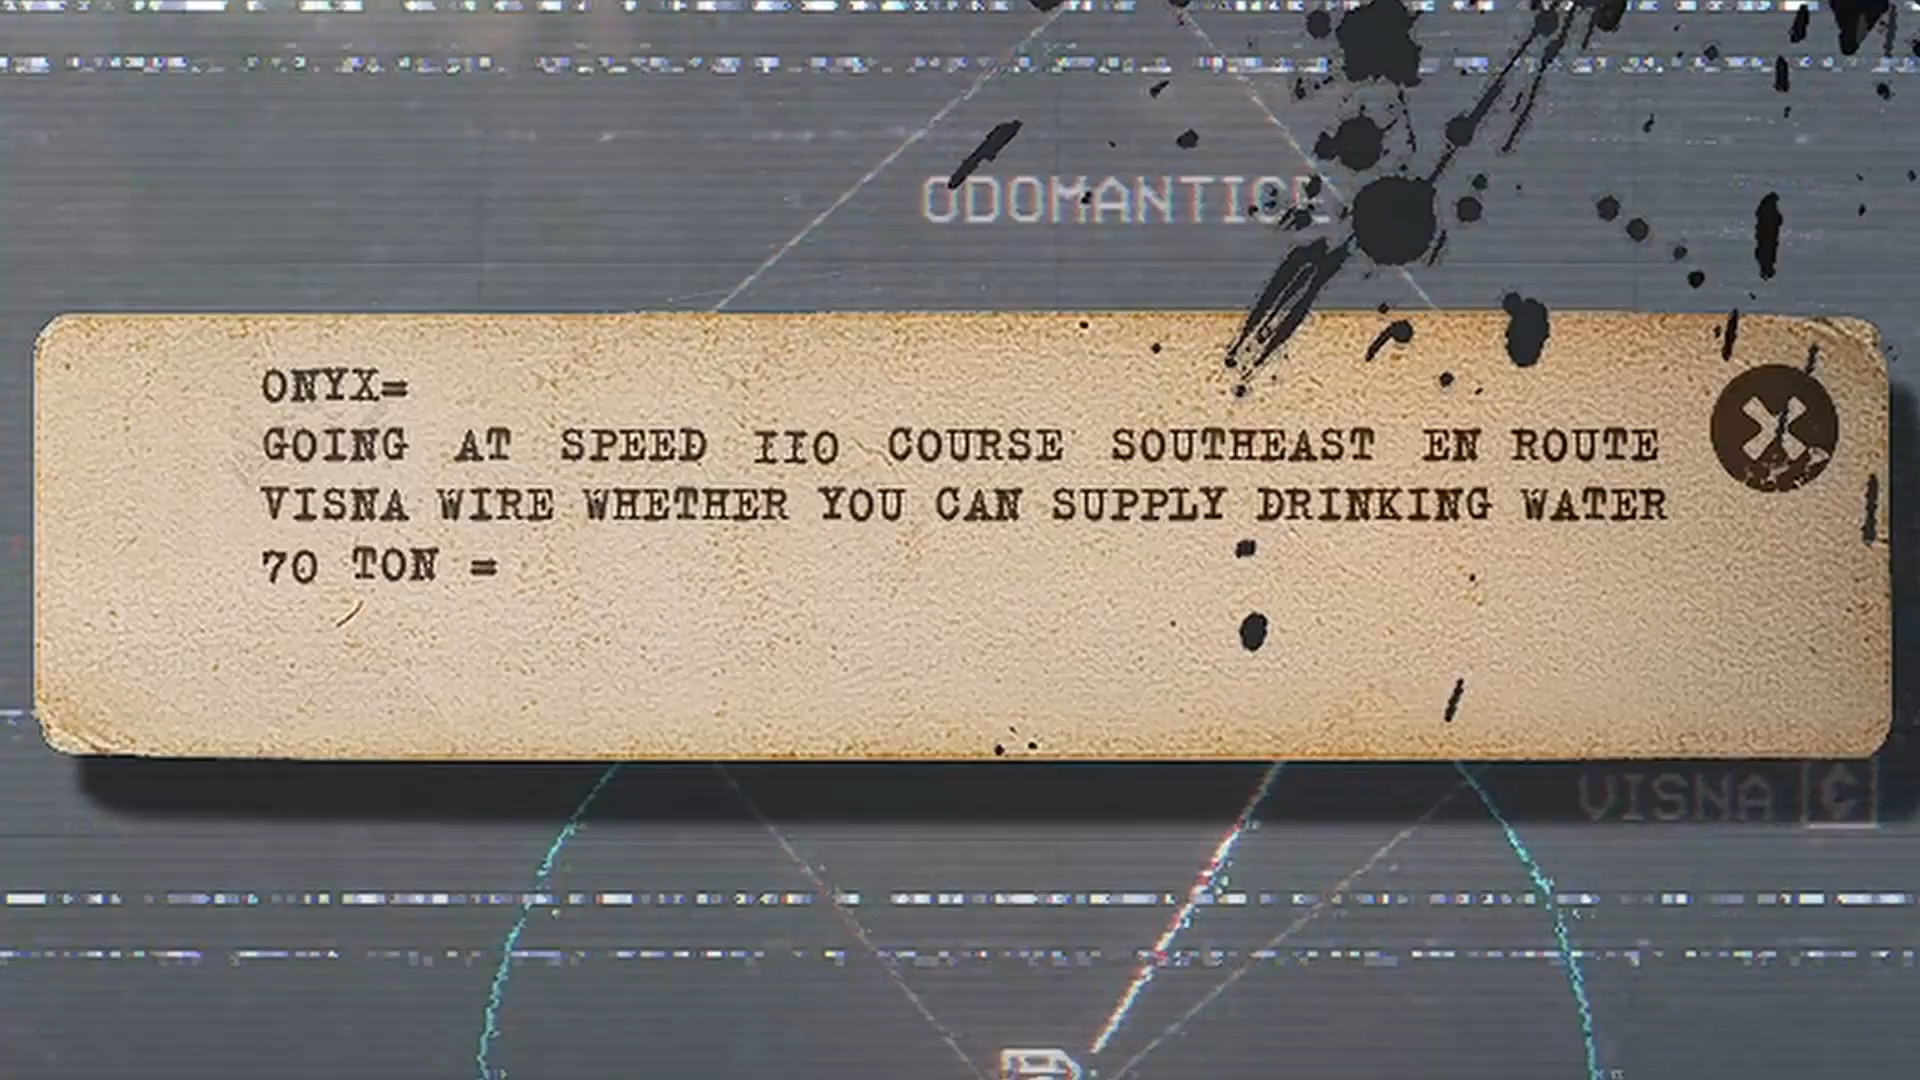 ODOMANTICE
ONYX=
GOING AT SPEED 110 COURSE SOUTHEAST EN ROUTE
VISNA WIRE WHETHER YOU CAN SUPPLY DRINKING WATER
70 TON =
VISNA